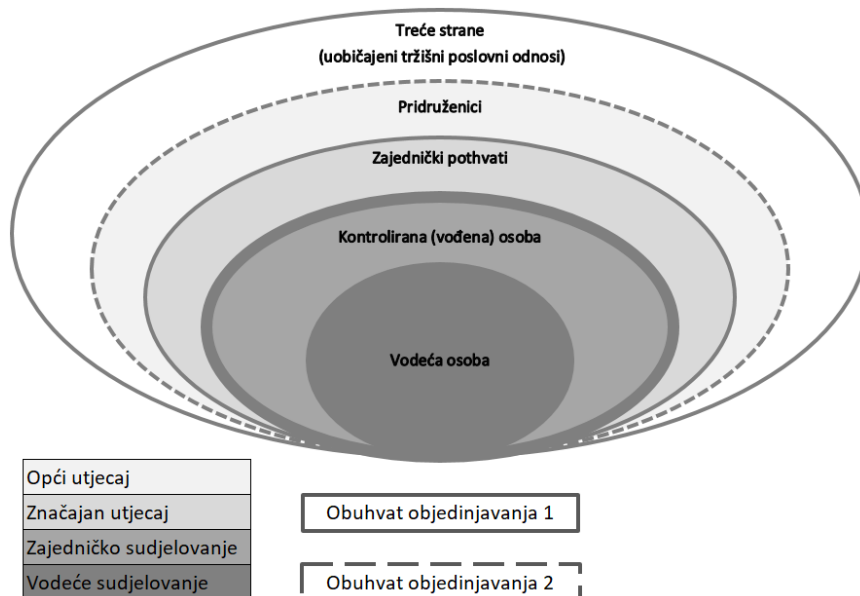 Treće strane
(uobičajeni tržišni poslovni odnosi)
Pridruženici
Zajednički pothvati
Kontrolirana (vođena) osoba
Vodeća osoba
Opći utjecaj
Značajan utjecaj
Zajedničko sudjelovanje
Vodeće sudjelovanje
Obuhvat objedinjavanja 1
Obuhvat objedinjavanja 2